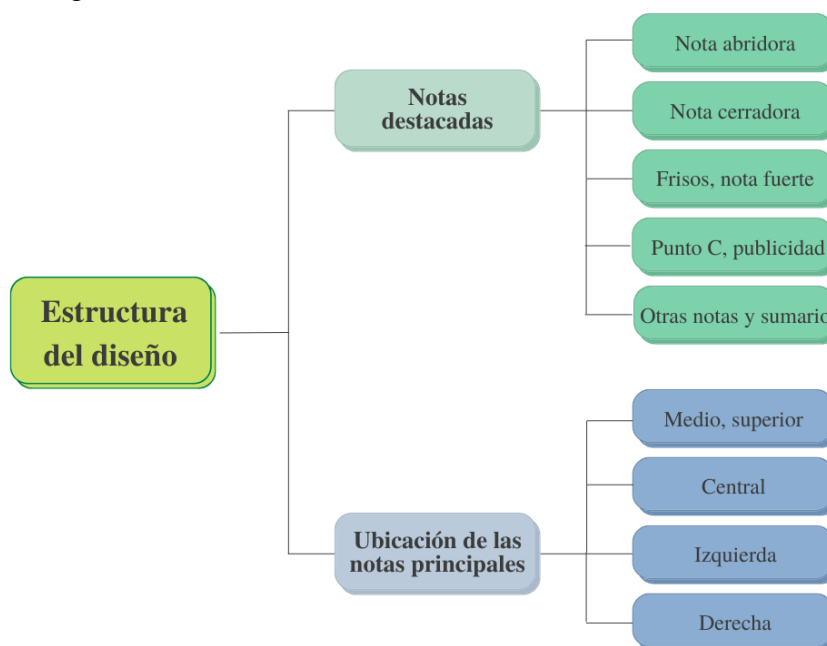 Estructura
del diseño
Notas
destacadas
Nota abridora
Nota cerradora
Frisos, nota fuerte
Punto C, publicidad
Otras notas y sumario
Ubicación de las
notas principales
Medio, superior
Central
Izquierda
Derecha